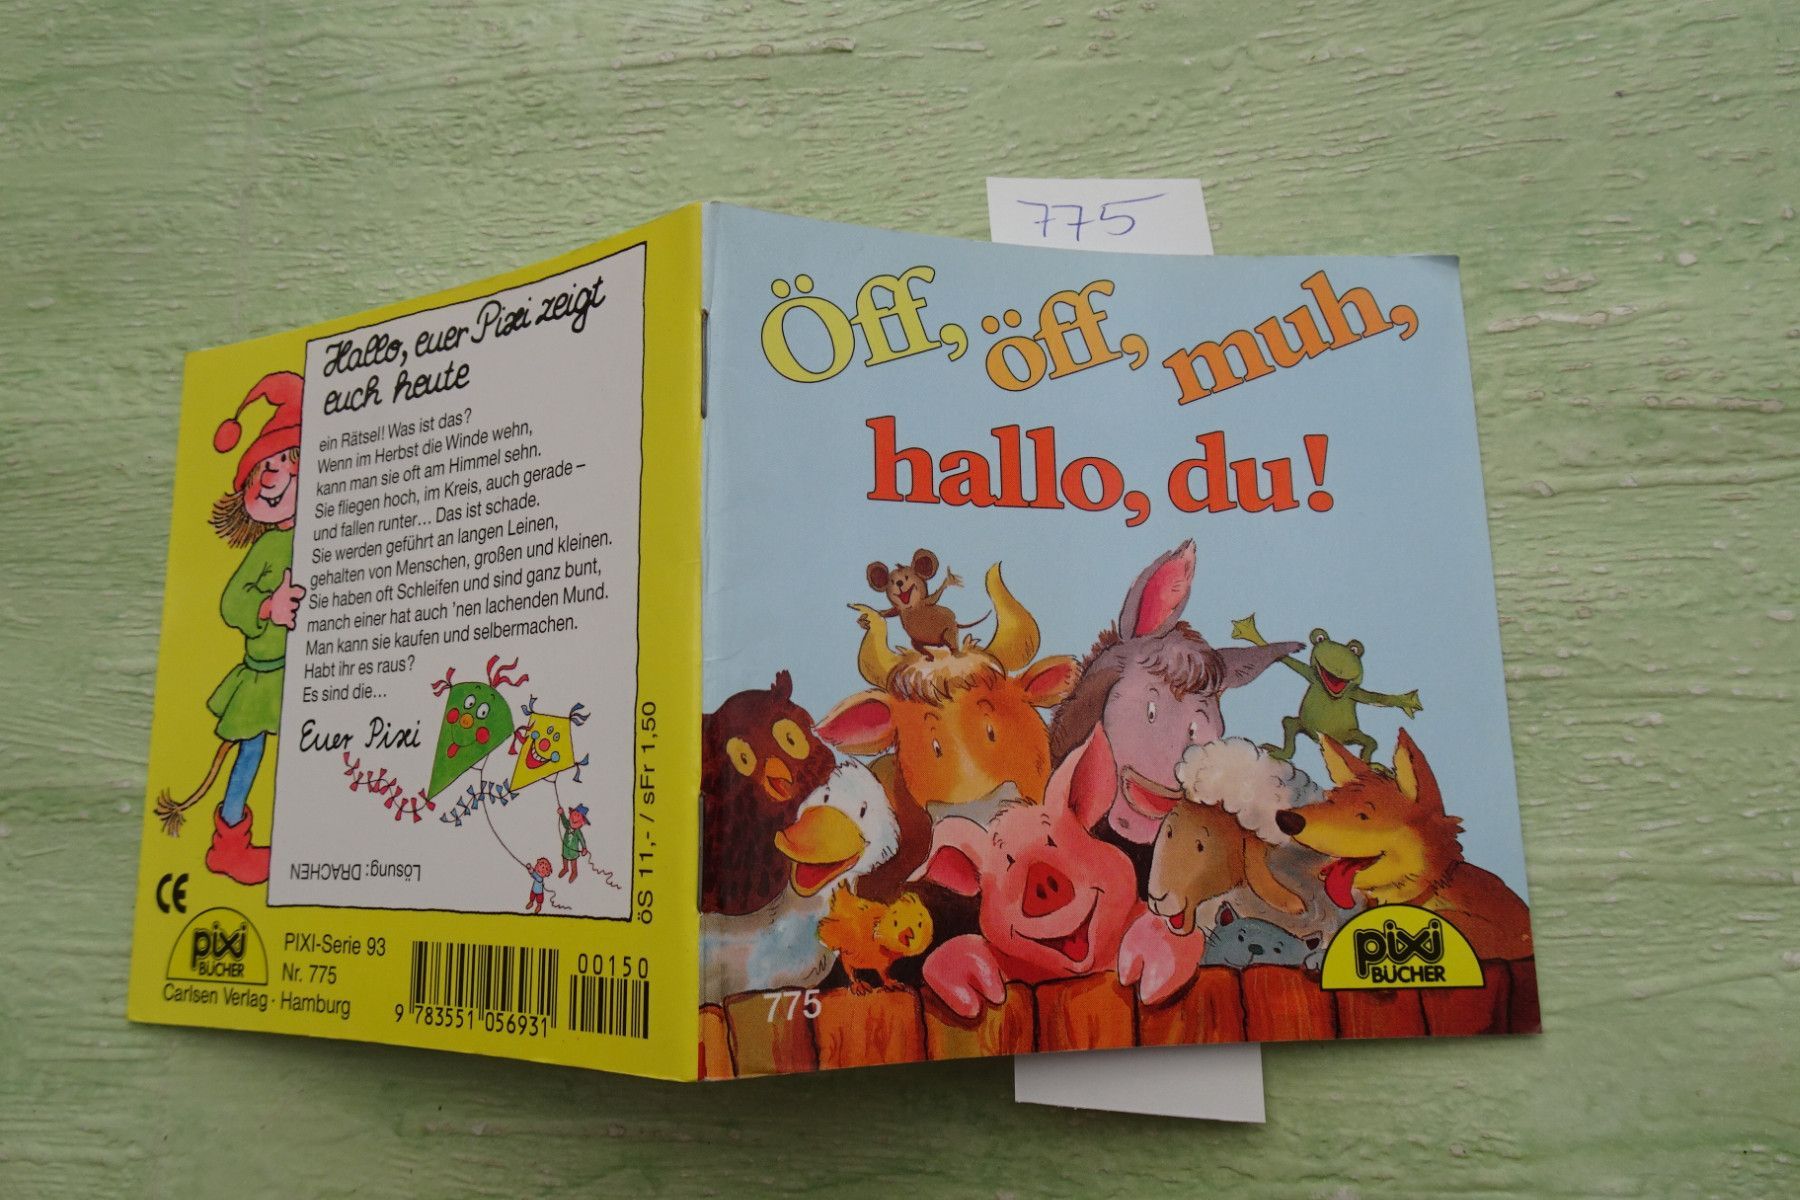 775
Öff, öff, muh,
hallo, du!
775
pixi
BÜCHER
Hallo, euer Pixi zeigt
euch heute
ein Rätsel! Was ist das?
Wenn im Herbst die Winde wehn,
kann man sie oft am Himmel sehn.
Sie fliegen hoch, im Kreis, auch gerade –
und fallen runter... Das ist schade.
Sie werden geführt an langen Leinen,
gehalten von Menschen, großen und kleinen.
Sie haben oft Schleifen und sind ganz bunt,
manch einer hat auch 'nen lachenden Mund.
Man kann sie kaufen und selbermachen.
Habt ihr es raus?
Es sind die...
Euer Pixi
Lösung: DRACHEN
öS 11,- / sFr 1,50
CE
pixi
BÜCHER
PIXI-Serie 93
Nr. 775
Carlsen Verlag · Hamburg
00150
9 783551 056931